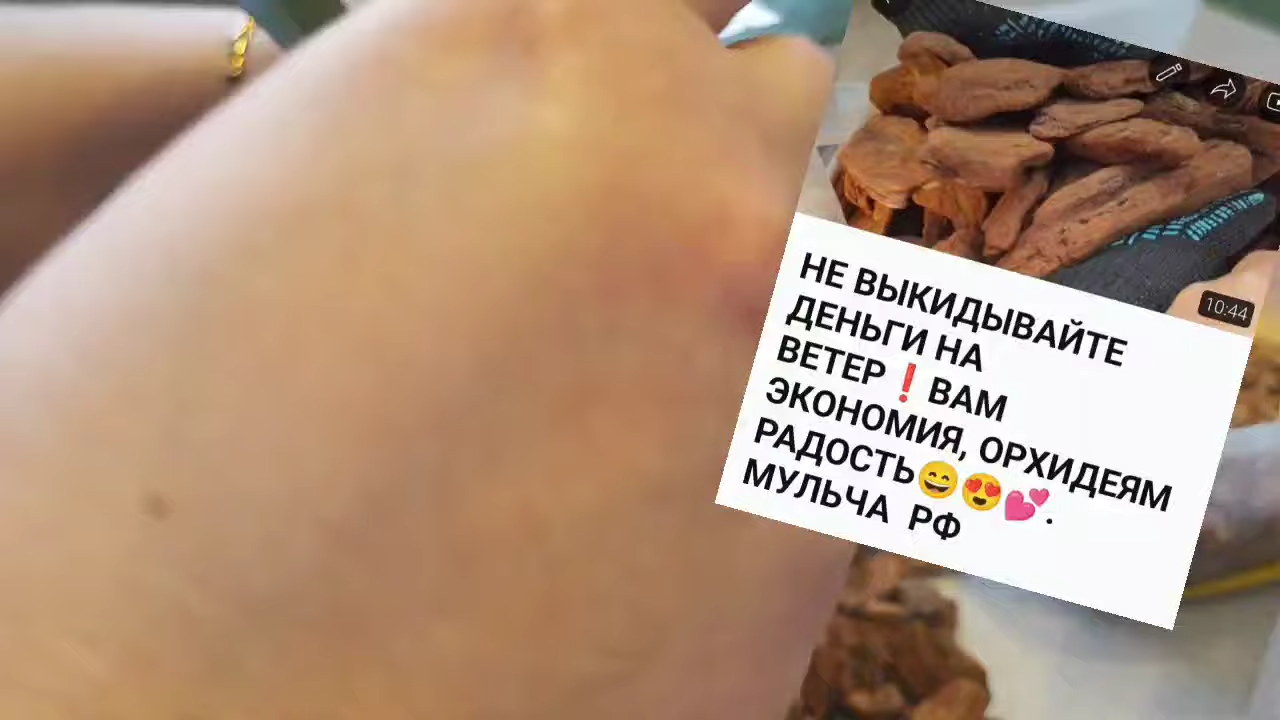 10:44
НЕ ВЫКИДЫВАЙТЕ
ДЕНЬГИ НА
ВЕТЕР❗ВАМ
ЭКОНОМИЯ, ОРХИДЕЯМ
РАДОСТЬ😄😍💕.
МУЛЬЧА РФ